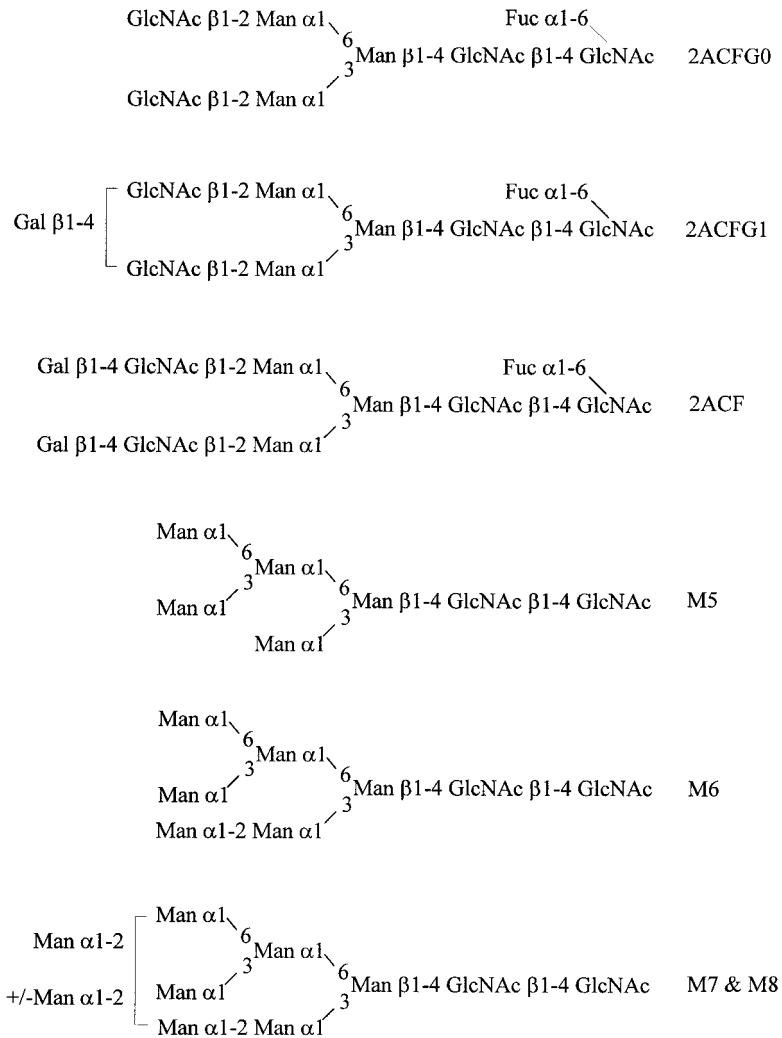 GlcNAc β1-2 Man α1 Fuc α1-6
6
Man β1-4 GlcNAc β1-4 GlcNAc 2ACFG0
3
GlcNAc β1-2 Man α1
GlcNAc β1-2 Man α1 Fuc α1-6
Gal β1-4 6
Man β1-4 GlcNAc β1-4 GlcNAc 2ACFG1
3
GlcNAc β1-2 Man α1
Gal β1-4 GlcNAc β1-2 Man α1 Fuc α1-6
6
Man β1-4 GlcNAc β1-4 GlcNAc 2ACF
3
Gal β1-4 GlcNAc β1-2 Man α1
Man α1
6
Man α1
3 6
Man α1 Man β1-4 GlcNAc β1-4 GlcNAc M5
3
Man α1
Man α1
6
Man α1
3 6
Man α1 Man β1-4 GlcNAc β1-4 GlcNAc M6
3
Man α1-2 Man α1
Man α1
6
Man α1-2 Man α1
3 6
+/-Man α1-2 Man α1 Man β1-4 GlcNAc β1-4 GlcNAc M7 & M8
3
Man α1-2 Man α1